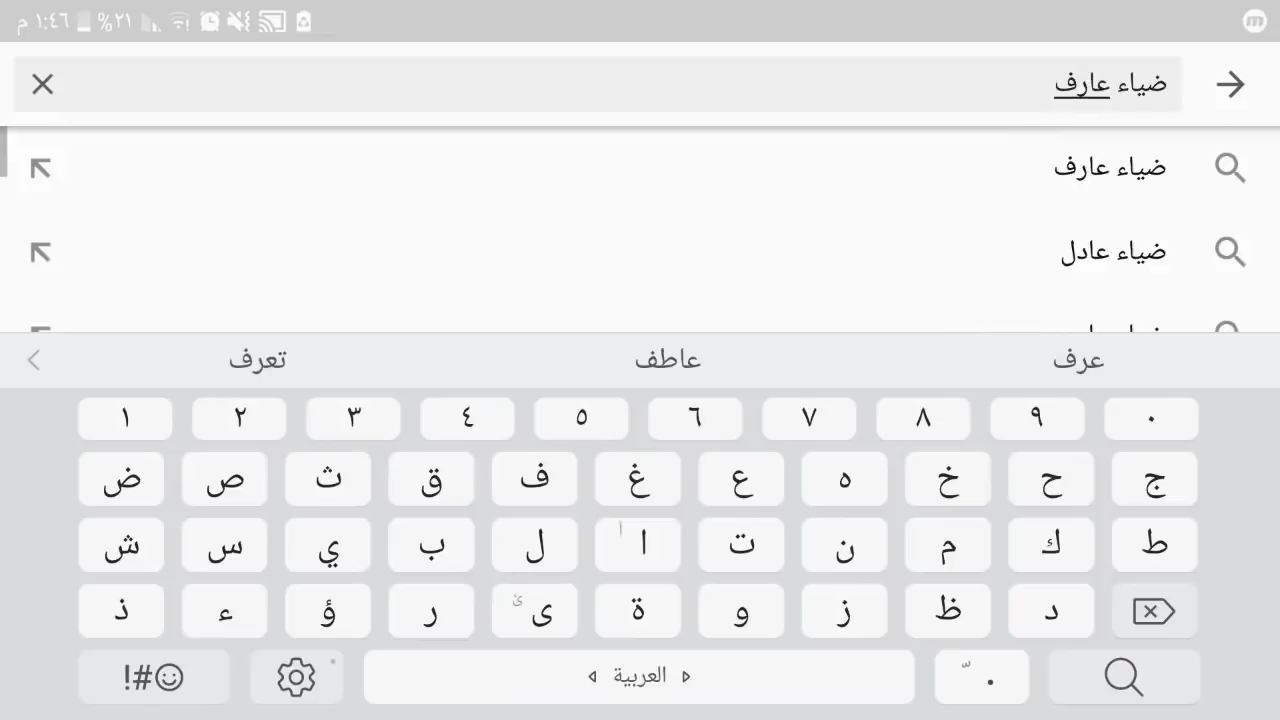 ١:٤٦ م ٢١%
ضياء عارف
ضياء عارف
ضياء عادل
عرف عاطف تعرف
١ ٢ ٣ ٤ ٥ ٦ ٧ ٨ ٩ ٠
ض ص ث ق ف غ ع ه خ ح ج
ش س ي ب ل ا أ ت ن م ك ط
ذ ء ؤ ر ى ئ ة و ز ظ د
!#☺ العربية .